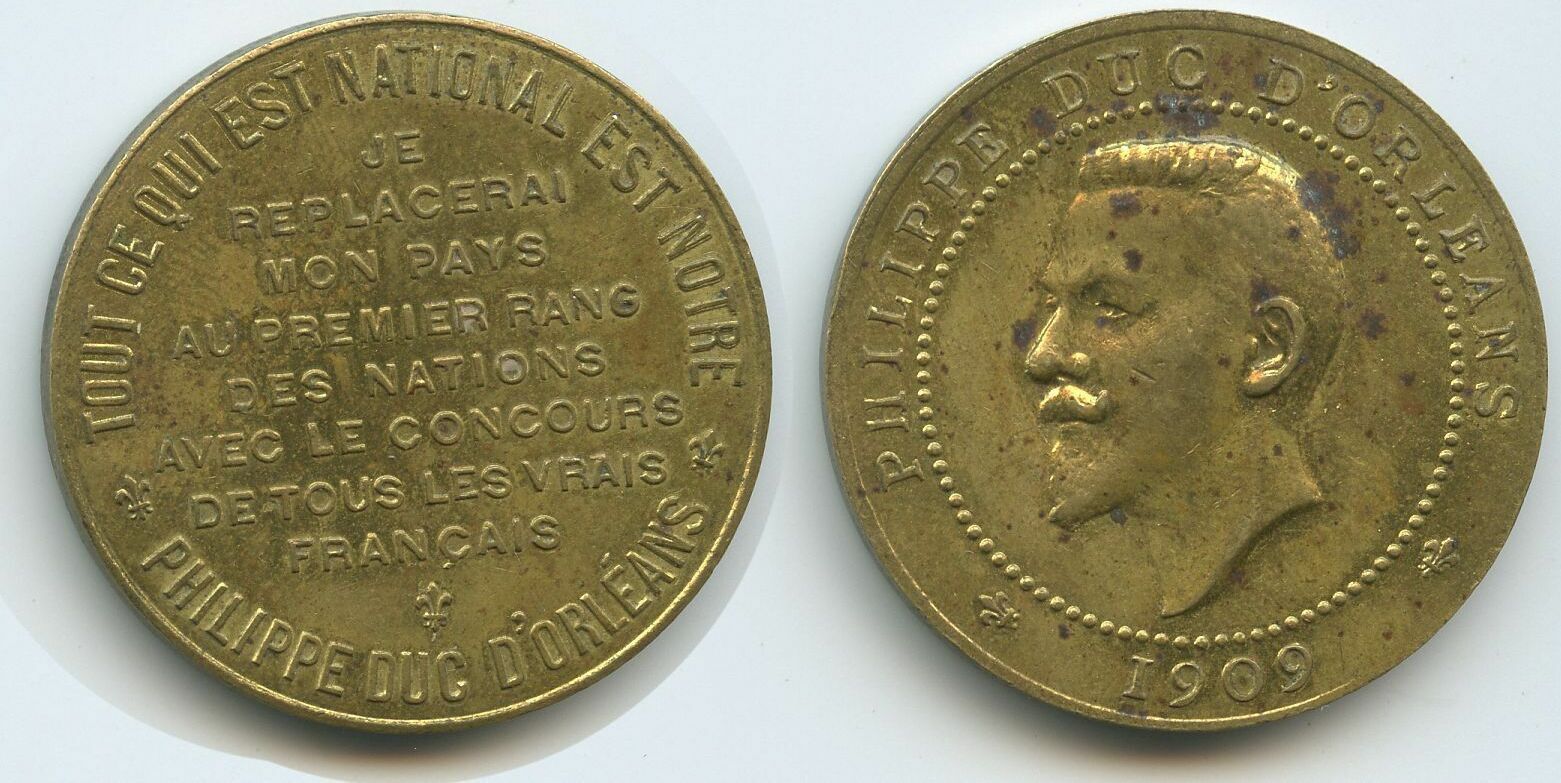 TOUT CE QUI EST NATIONAL EST NOTRE
JE
REPLACERAI
MON PAYS
AU PREMIER RANG
DES NATIONS
AVEC LE CONCOURS
DE TOUS LES VRAIS
FRANÇAIS
PHILIPPE DUC D'ORLÉANS
PHILIPPE DUC D'ORLEANS
1909